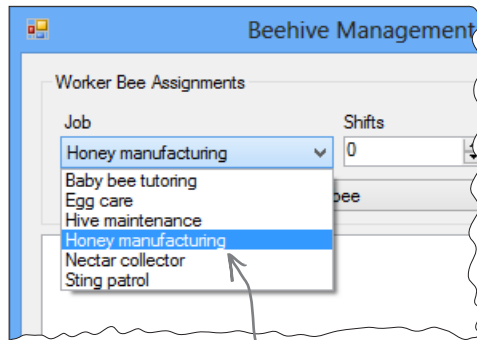 Beehive Management
Worker Bee Assignments
Job
Shifts
Honey manufacturing
0
Baby bee tutoring
Egg care
bee
Hive maintenance
Honey manufacturing
Nectar collector
Sting patrol